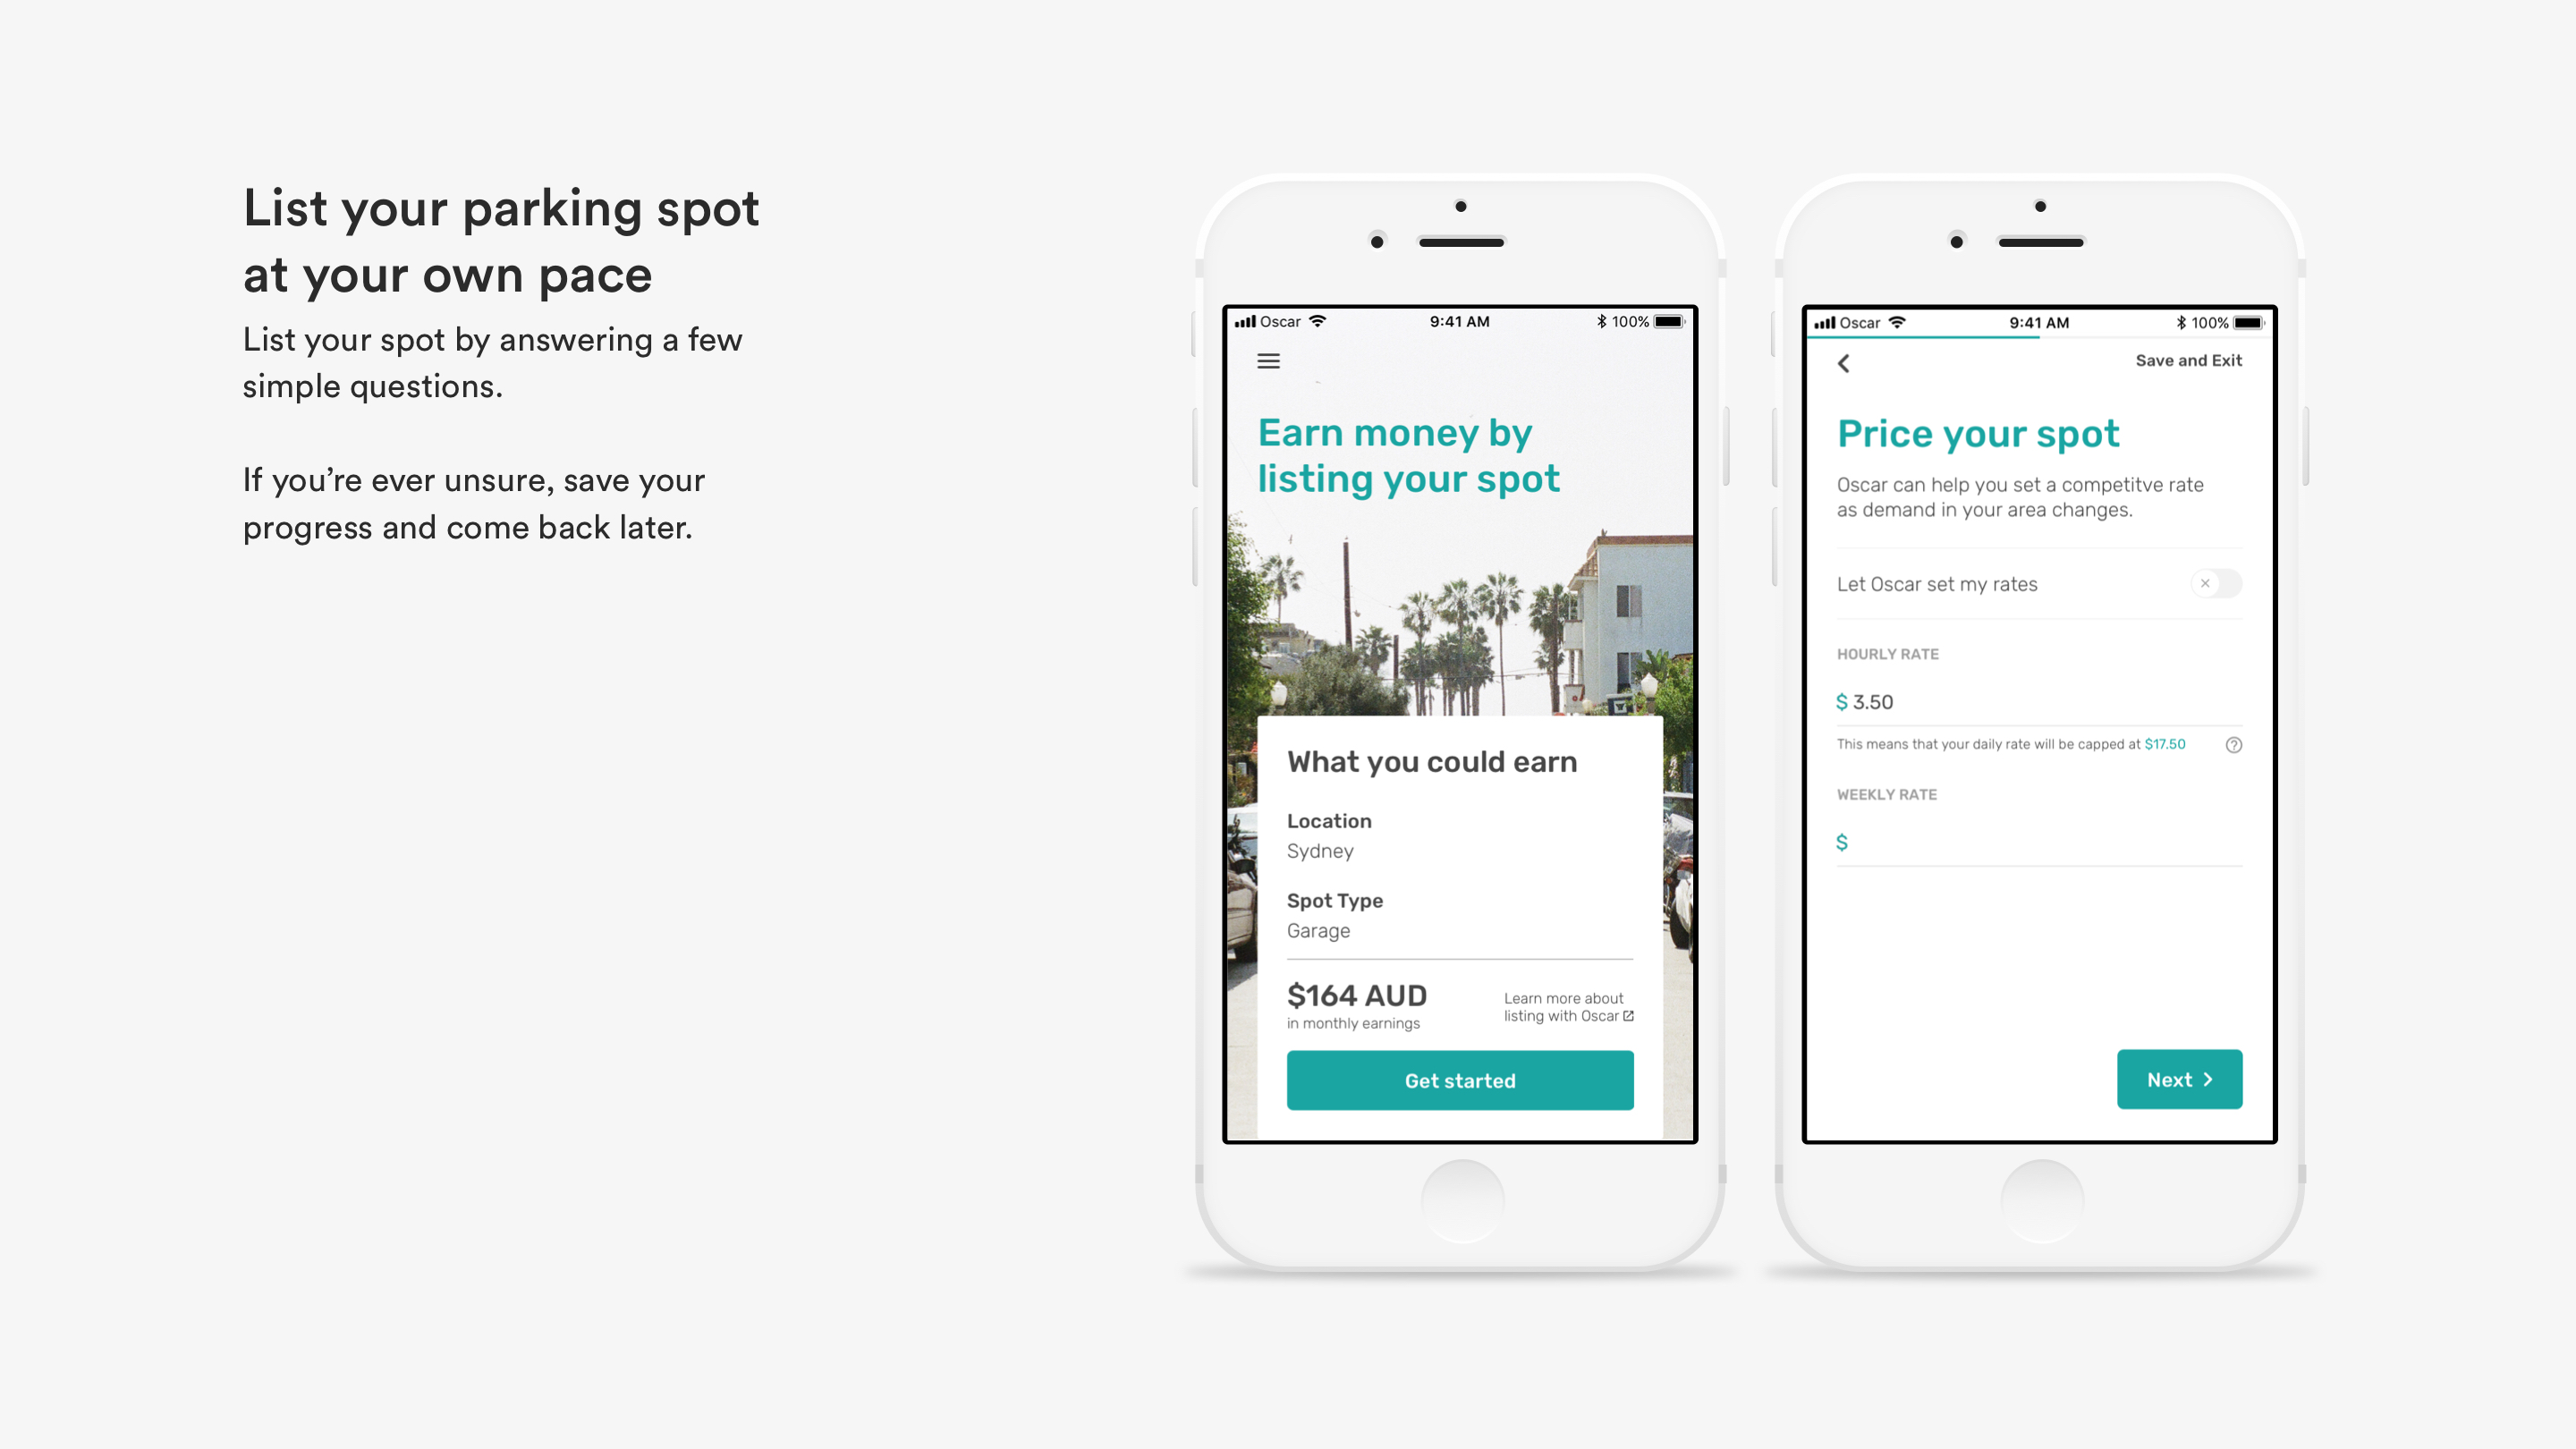 List your parking spot
at your own pace
List your spot by answering a few
simple questions.
If you’re ever unsure, save your
progress and come back later.
Oscar 9:41 AM 100%
Earn money by
listing your spot
What you could earn
Location
Sydney
Spot Type
Garage
$164 AUD
in monthly earnings
Learn more about
listing with Oscar
Get started
Oscar 9:41 AM 100%
Save and Exit
Price your spot
Oscar can help you set a competitve rate
as demand in your area changes.
Let Oscar set my rates
HOURLY RATE
$ 3.50
This means that your daily rate will be capped at $17.50
WEEKLY RATE
$
Next